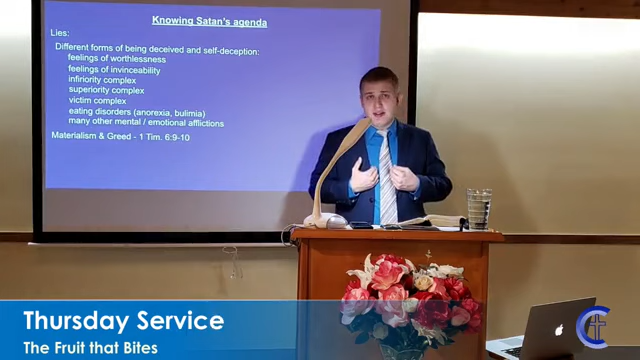 Knowing Satan's agenda
Lies:
Different forms of being deceived and self-deception:
feelings of worthlessness
feelings of invinceability
infiriority complex
superiority complex
victim complex
eating disorders (anorexia, bulimia)
many other mental / emotional afflictions
Materialism & Greed - 1 Tim. 6:9-10
Thursday Service
The Fruit that Bites